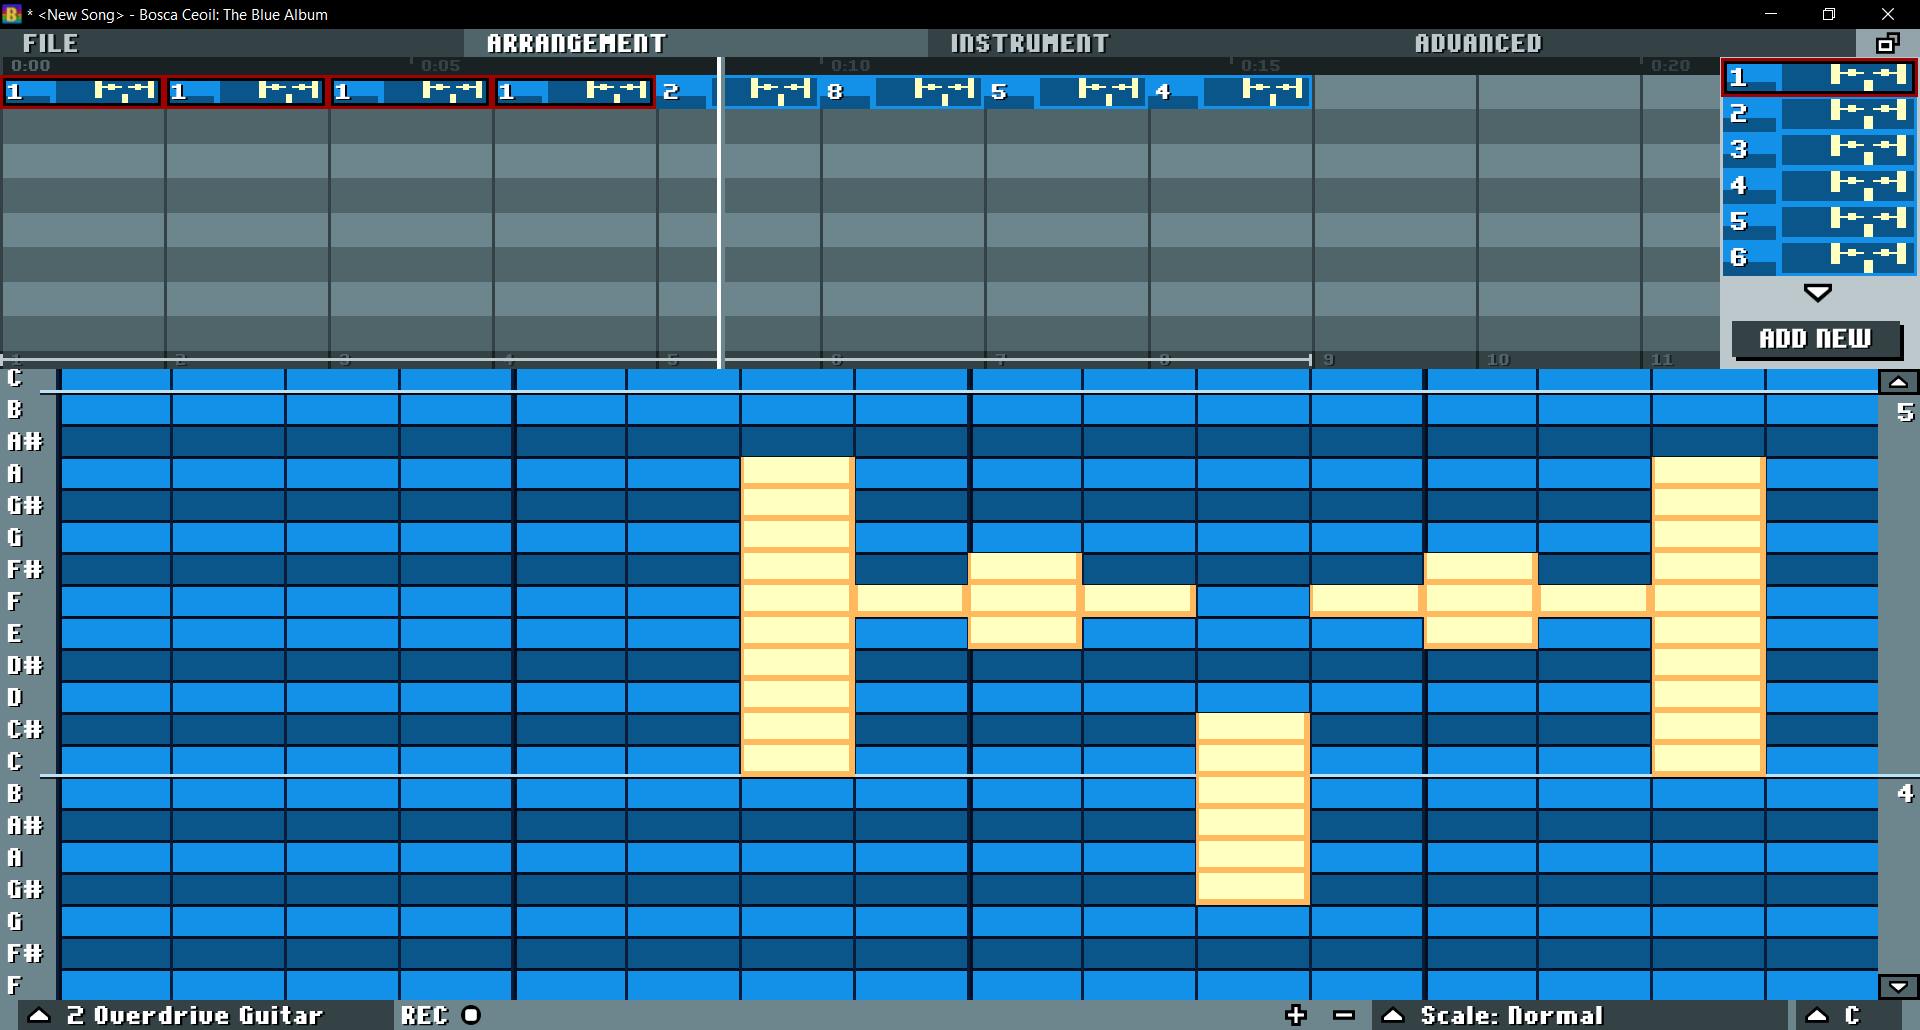 * <New Song> - Bosca Ceoil: The Blue Album
FILE ARRANGEMENT INSTRUMENT ADVANCED
0:00 0:05 0:10 0:15 0:20
1 1 1 1 2 8 5 4
1
2
3
4
5
6
ADD NEW
1 2 3 4 5 6 7 8 9 10 11
C
B 5
A#
A
G#
G
F#
F
E
D#
D
C#
C
B 4
A#
A
G#
G
F#
F
2 Overdrive Guitar REC Scale: Normal C